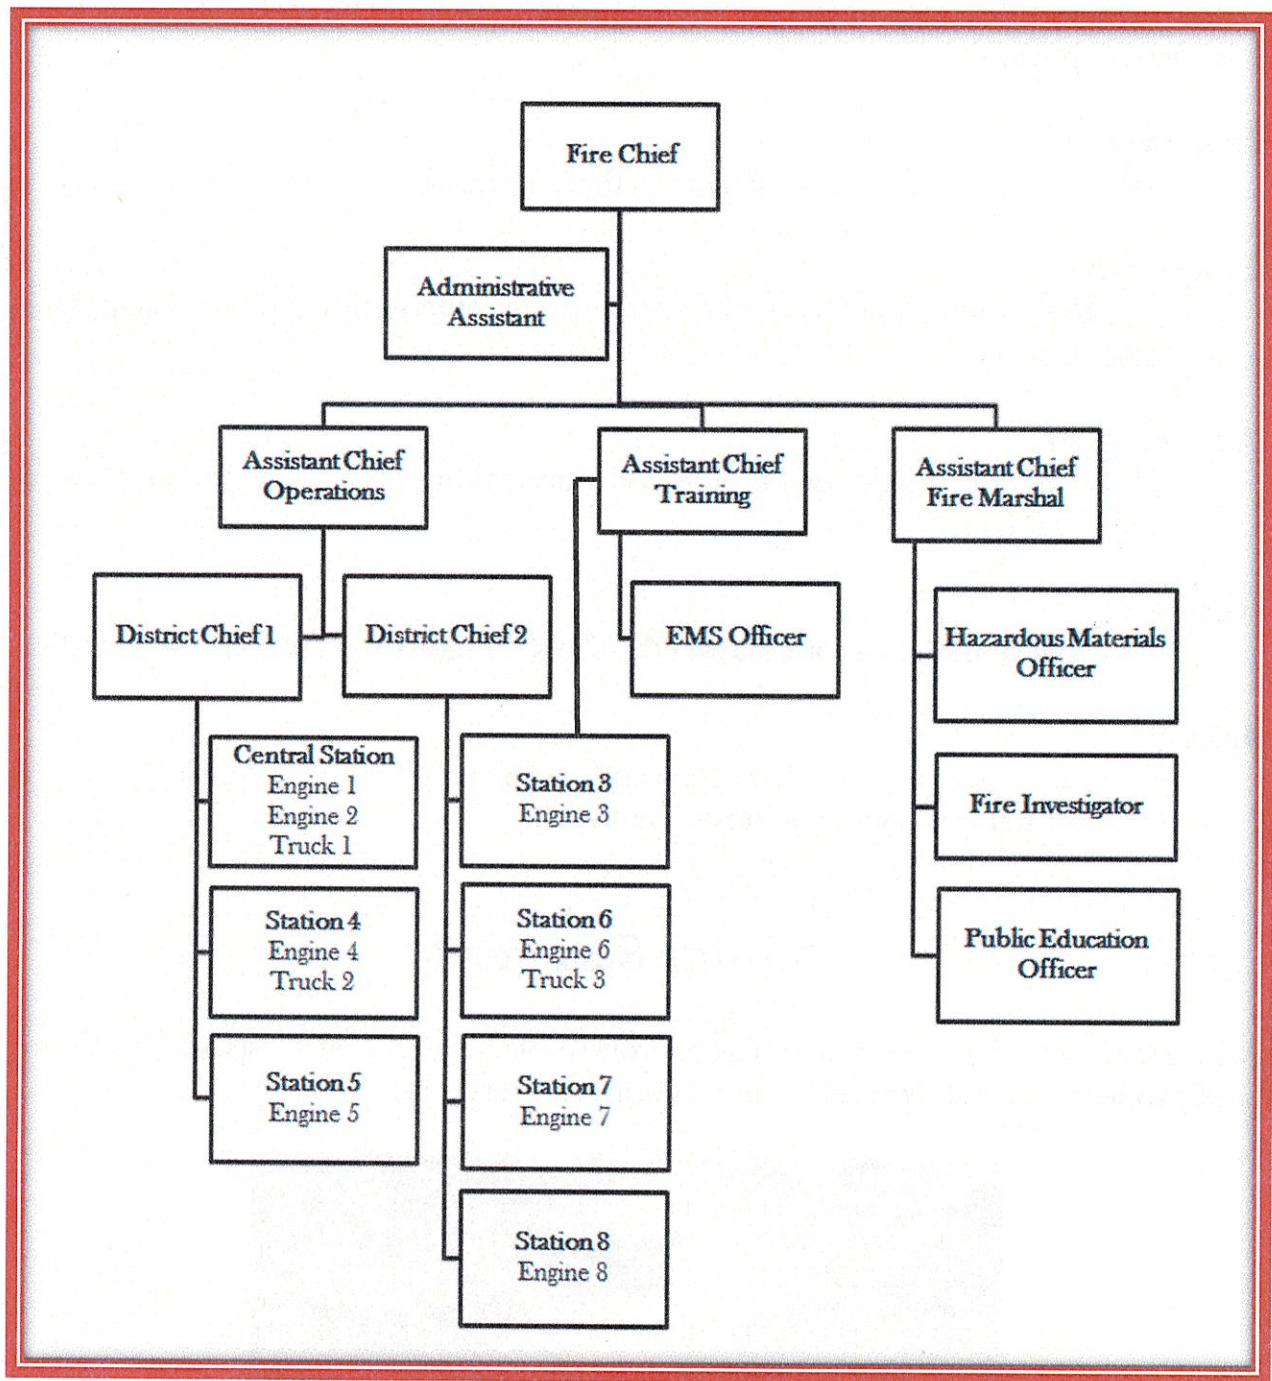 Fire Chief
Administrative
Assistant
Assistant Chief
Operations
Assistant Chief
Training
Assistant Chief
Fire Marshal
District Chief 1
District Chief 2
EMS Officer
Hazardous Materials
Officer
Central Station
Engine 1
Engine 2
Truck 1
Station 3
Engine 3
Fire Investigator
Station 4
Engine 4
Truck 2
Station 6
Engine 6
Truck 3
Public Education
Officer
Station 5
Engine 5
Station 7
Engine 7
Station 8
Engine 8